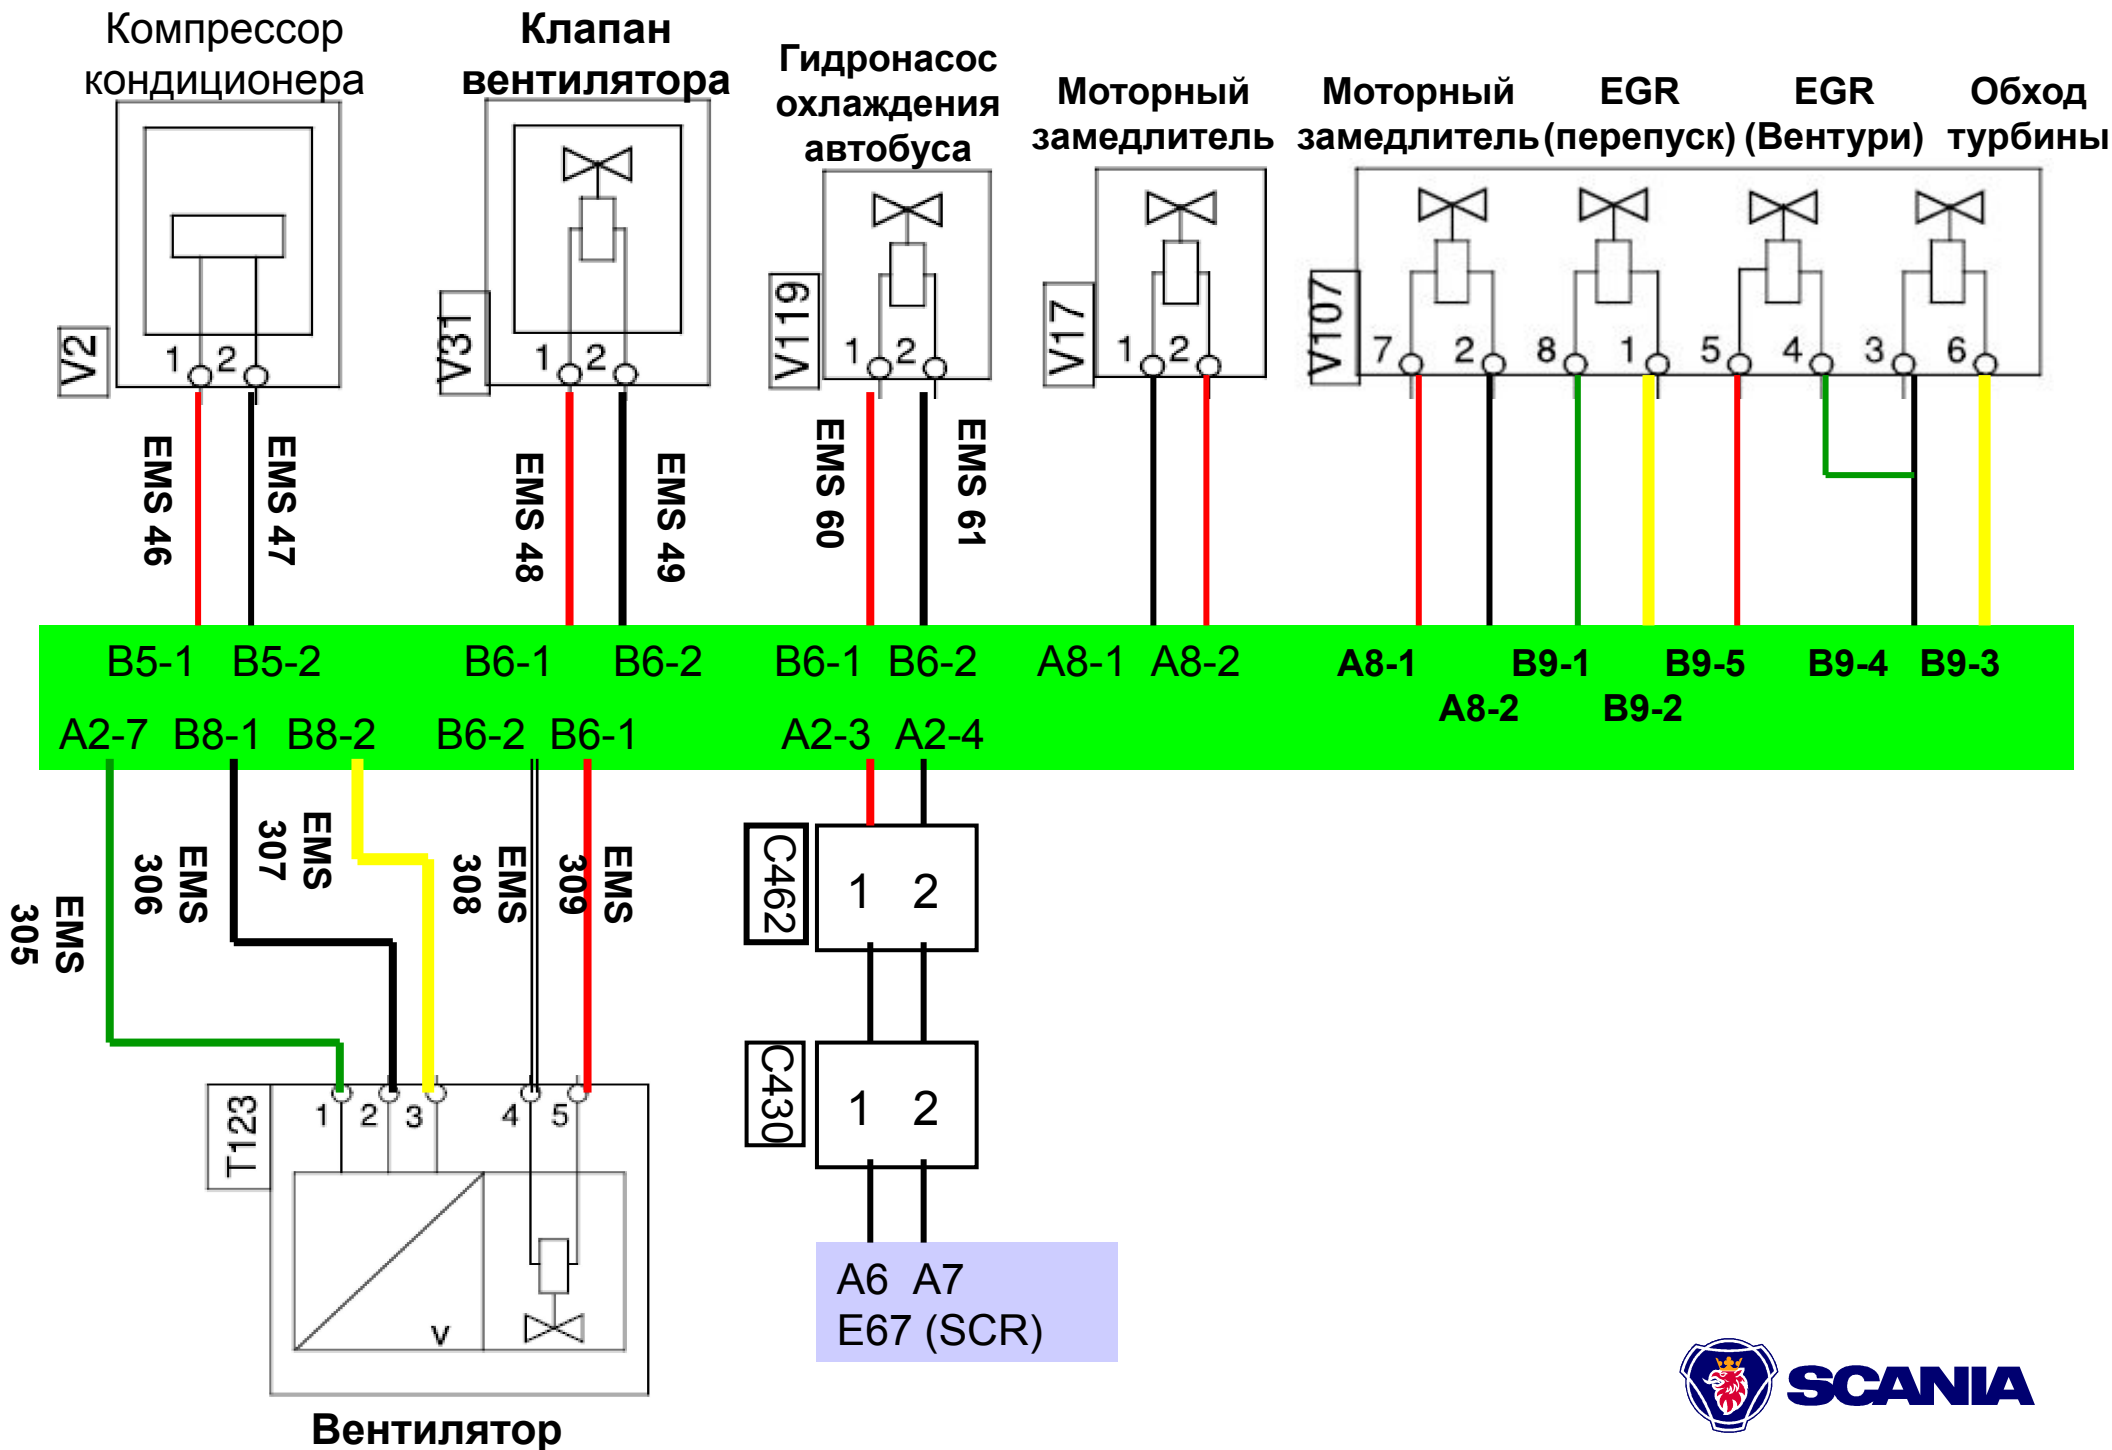 Компрессор
кондиционера
Клапан
вентилятора
Гидронасос
охлаждения
автобуса
Моторный
замедлитель
Моторный
замедлитель
EGR
(перепуск)
EGR
(Вентури)
Обход
турбины
V2
1 2
V31
1 2
V119
1 2
V17
1 2
V107
7 2 8 1 5 4 3 6
EMS 46
EMS 47
EMS 48
EMS 49
EMS 60
EMS 61
B5-1 B5-2 B6-1 B6-2 B6-1 B6-2 A8-1 A8-2 A8-1 B9-1 B9-5 B9-4 B9-3
A8-2 B9-2
A2-7 B8-1 B8-2 B6-2 B6-1 A2-3 A2-4
EMS
305
EMS
306
EMS
307
EMS
308
EMS
309
C462
1 2
C430
1 2
T123
1 2 3 4 5
V
A6 A7
E67 (SCR)
Вентилятор
SCANIA